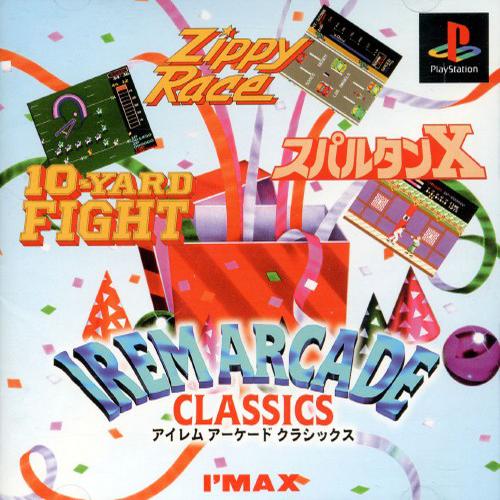 Zippy
Race
PlayStation
スパルタンX
10-YARD
FIGHT
IREM ARCADE
CLASSICS
アイレム アーケード クラシックス
I'MAX